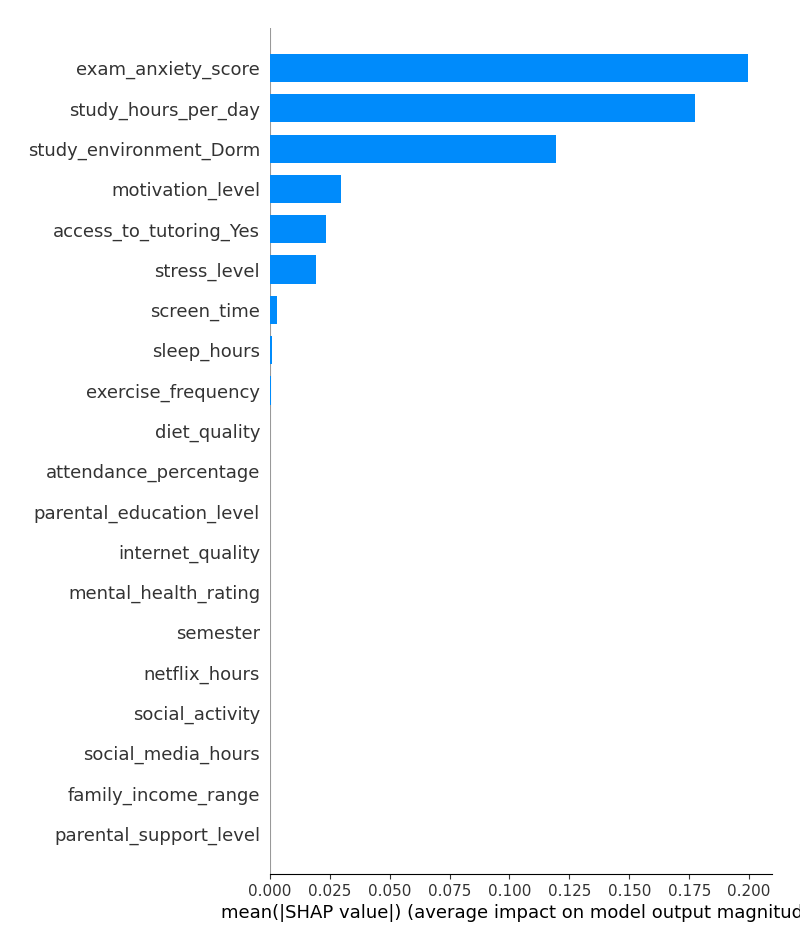 exam_anxiety_score
study_hours_per_day
study_environment_Dorm
motivation_level
access_to_tutoring_Yes
stress_level
screen_time
sleep_hours
exercise_frequency
diet_quality
attendance_percentage
parental_education_level
internet_quality
mental_health_rating
semester
netflix_hours
social_activity
social_media_hours
family_income_range
parental_support_level
0.000 0.025 0.050 0.075 0.100 0.125 0.150 0.175 0.200
mean(|SHAP value|) (average impact on model output magnitud